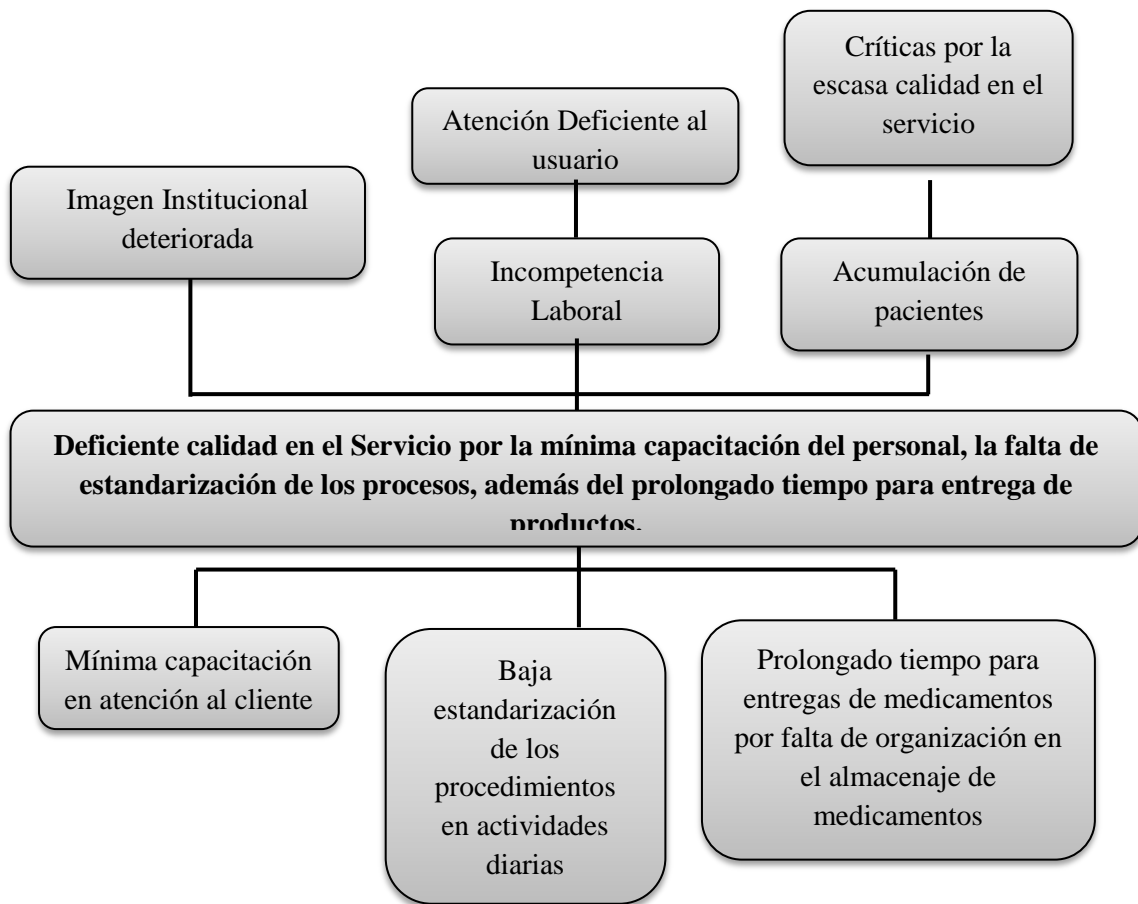 Críticas por la
escasa calidad en el
servicio
Atención Deficiente al
usuario
Imagen Institucional
deteriorada
Incompetencia
Laboral
Acumulación de
pacientes
Deficiente calidad en el Servicio por la mínima capacitación del personal, la falta de
estandarización de los procesos, además del prolongado tiempo para entrega de
productos.
Mínima capacitación
en atención al cliente
Baja
estandarización
de los
procedimientos
en actividades
diarias
Prolongado tiempo para
entregas de medicamentos
por falta de organización en
el almacenaje de
medicamentos